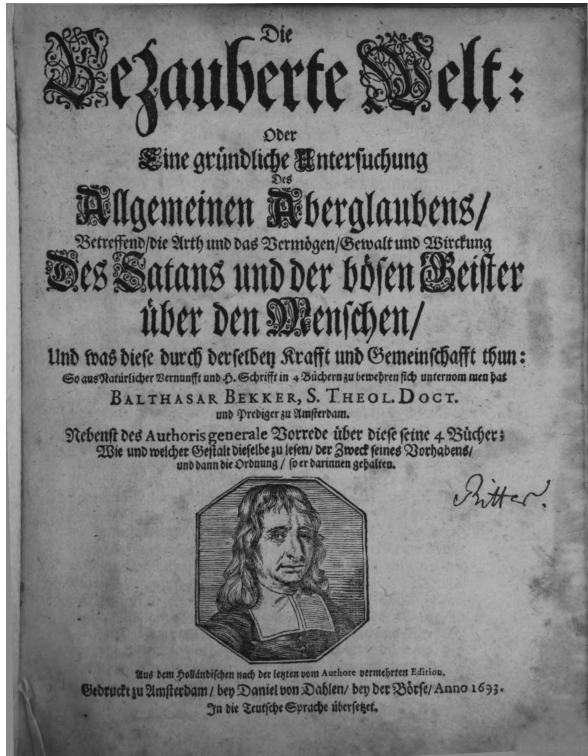 Die
Bezauberte Welt:
Oder
Eine gründliche Untersuchung
Des
Allgemeinen Aberglaubens/
Betreffend/die Arth und das Vermögen/Gewalt und Wirckung
Des Satans und der bösen Geister
über den Menschen/
Und was diese durch derselben Krafft und Gemeinschafft thun:
So aus Natürlicher Vernunfft und H. Schrifft in 4 Büchern zu bewehren sich unternommen hat
BALTHASAR BEKKER, S. THEOL. DOCT.
und Prediger zu Amsterdam.
Nebenst des Authoris generale Vorrede über diese seine 4 Bücher;
Wie und welcher Gestalt dieselbe zu lesen/ der Zweck seines Vorhabens/
und dann die Ordnung/ so er darinnen gehalten.
Ritter.
Aus dem Holländischen nach der letzten vom Authore vermehrten Edition.
Gedruckt zu Amsterdam/ bey Daniel von Dahlen/ bey der Börse/ Anno 1693.
In die Teutsche Sprache übersetzet.